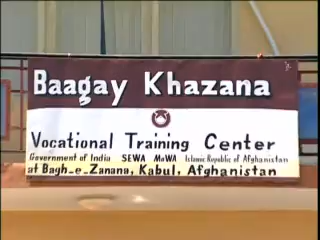 Baagay Khazana
Vocational Training Center
Government of India SEWA MoWA Islamic Republic of Afghanistan
at Bagh-e-Zanana, Kabul, Afghanistan